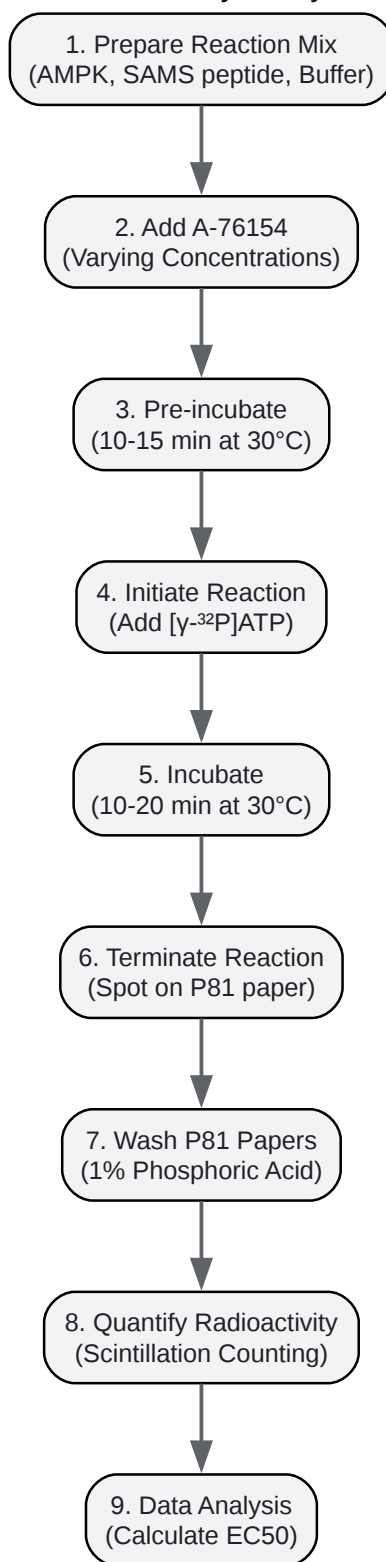 1. Prepare Reaction Mix
(AMPK, SAMS peptide, Buffer)
2. Add A-76154
(Varying Concentrations)
3. Pre-incubate
(10-15 min at 30°C)
4. Initiate Reaction
(Add [γ-³²P]ATP)
5. Incubate
(10-20 min at 30°C)
6. Terminate Reaction
(Spot on P81 paper)
7. Wash P81 Papers
(1% Phosphoric Acid)
8. Quantify Radioactivity
(Scintillation Counting)
9. Data Analysis
(Calculate EC50)